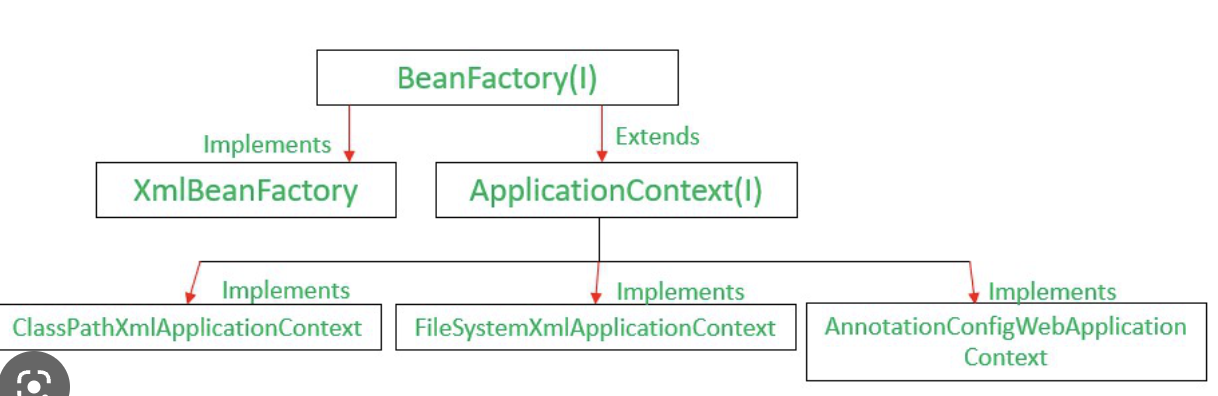 BeanFactory(I)
Implements
Extends
XmlBeanFactory
ApplicationContext(I)
Implements
Implements
Implements
ClassPathXmlApplicationContext
FileSystemXmlApplicationContext
AnnotationConfigWebApplication
Context